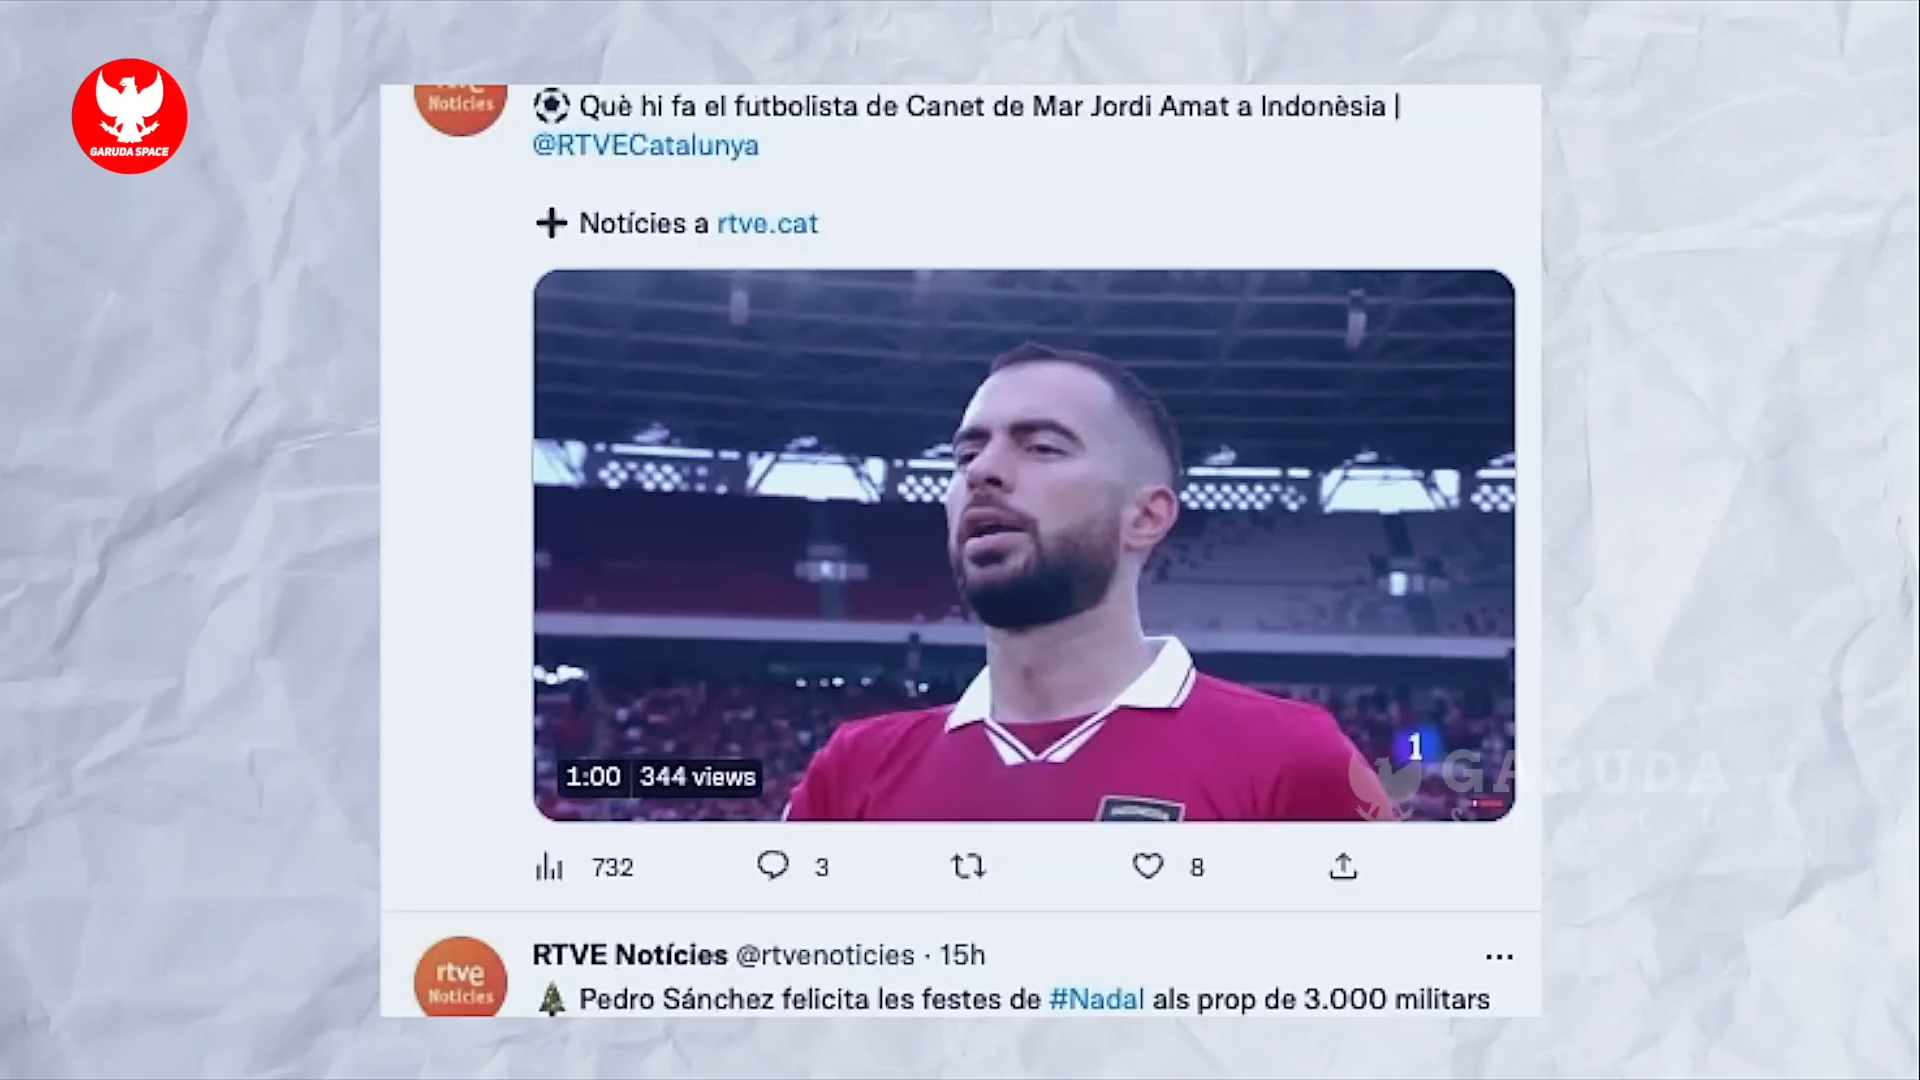 GARUDA SPACE
Notícies
⚽ Què hi fa el futbolista de Canet de Mar Jordi Amat a Indonèsia |
@RTVECatalunya
➕ Notícies a rtve.cat
1
GARUDA
SPACE
1:00 344 views
732 3 8
rtve
Notícies
RTVE Notícies @rtvenoticies · 15h
🎄 Pedro Sánchez felicita les festes de #Nadal als prop de 3.000 militars